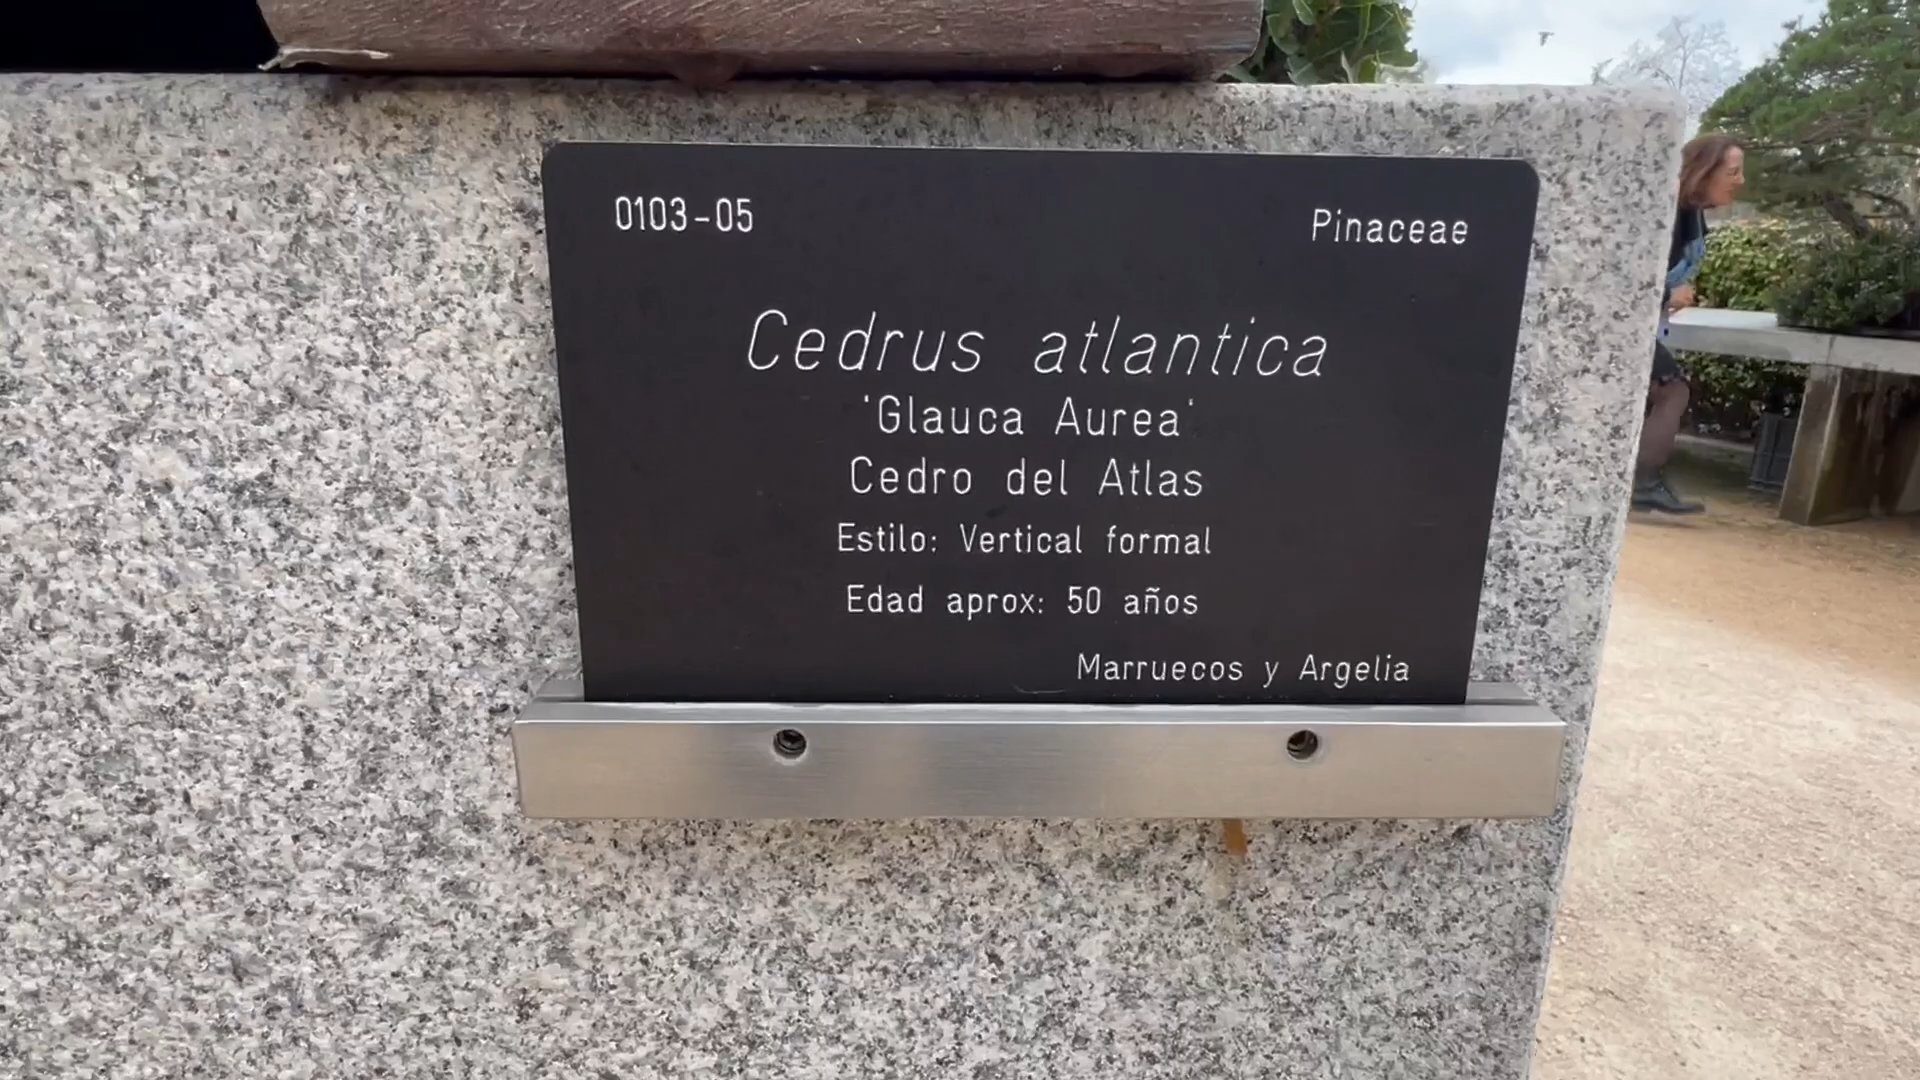 0103-05
Pinaceae
Cedrus atlantica
'Glauca Aurea'
Cedro del Atlas
Estilo: Vertical formal
Edad aprox: 50 años
Marruecos y Argelia